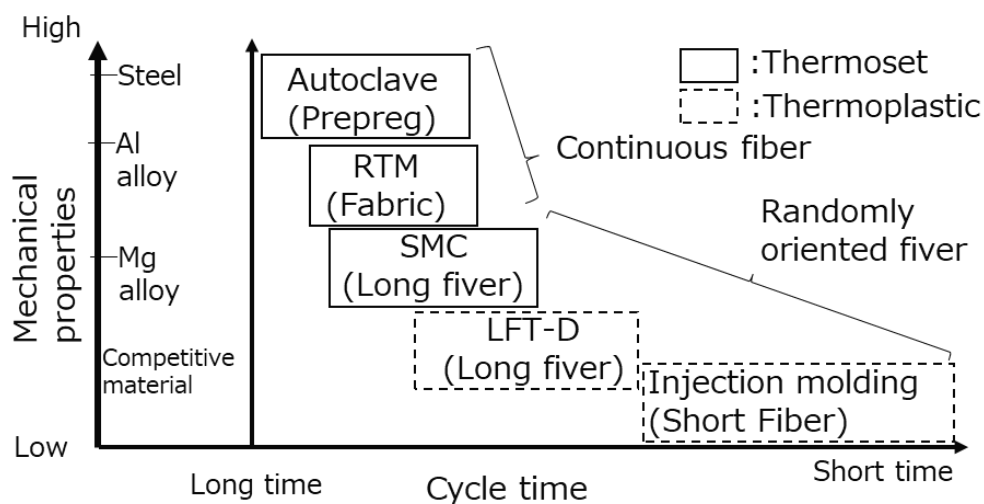 High
Steel
Al
alloy
Mg
alloy
Mechanical
properties
Competitive
material
Low
Autoclave
(Prepreg)
RTM
(Fabric)
SMC
(Long fiver)
LFT-D
(Long fiver)
Injection molding
(Short Fiber)
:Thermoset
:Thermoplastic
Continuous fiber
Randomly
oriented fiver
Long time
Cycle time
Short time